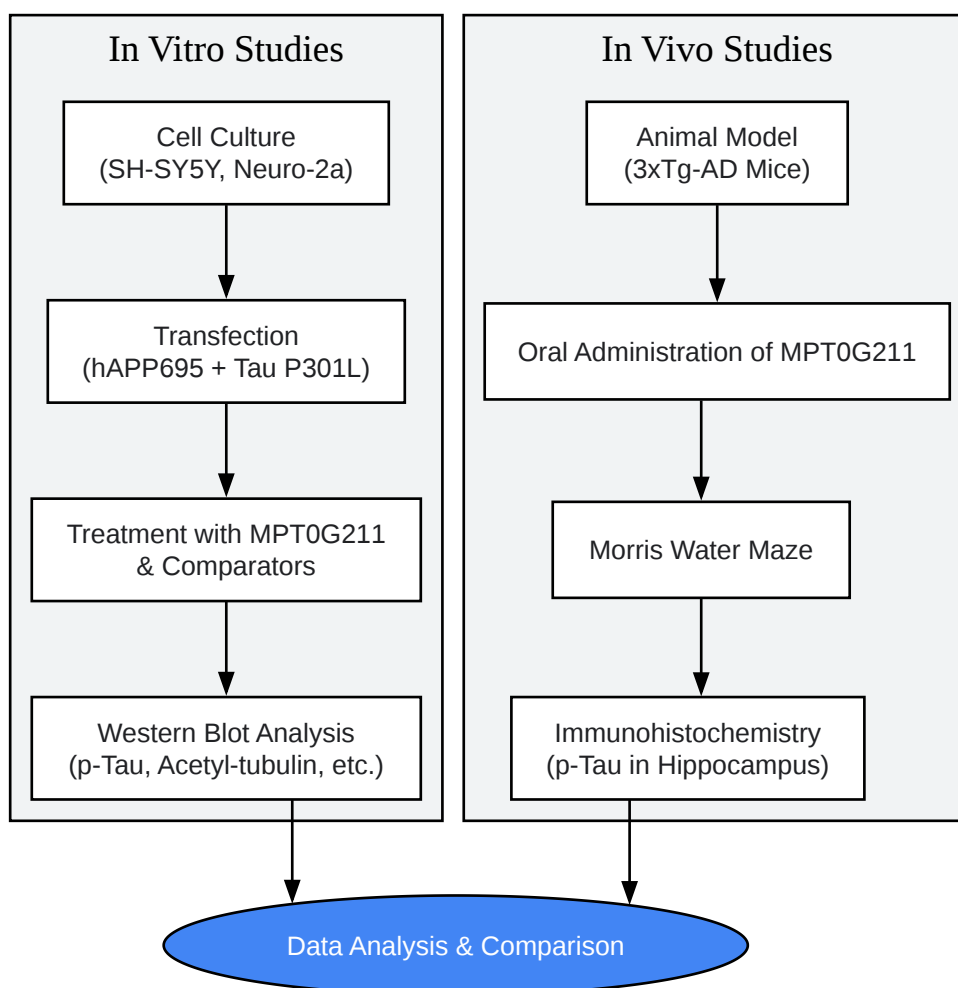 In Vitro Studies
Cell Culture
(SH-SY5Y, Neuro-2a)
Transfection
(hAPP695 + Tau P301L)
Treatment with MPT0G211
& Comparators
Western Blot Analysis
(p-Tau, Acetyl-tubulin, etc.)
In Vivo Studies
Animal Model
(3xTg-AD Mice)
Oral Administration of MPT0G211
Morris Water Maze
Immunohistochemistry
(p-Tau in Hippocampus)
Data Analysis & Comparison